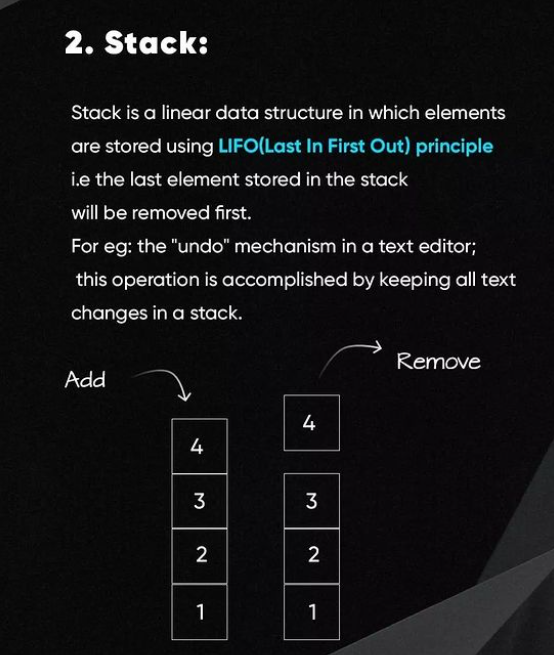 2. Stack:
Stack is a linear data structure in which elements
are stored using LIFO(Last In First Out) principle
i.e the last element stored in the stack
will be removed first.
For eg: the "undo" mechanism in a text editor;
this operation is accomplished by keeping all text
changes in a stack.
Add
Remove
4
3
2
1
4
3
2
1